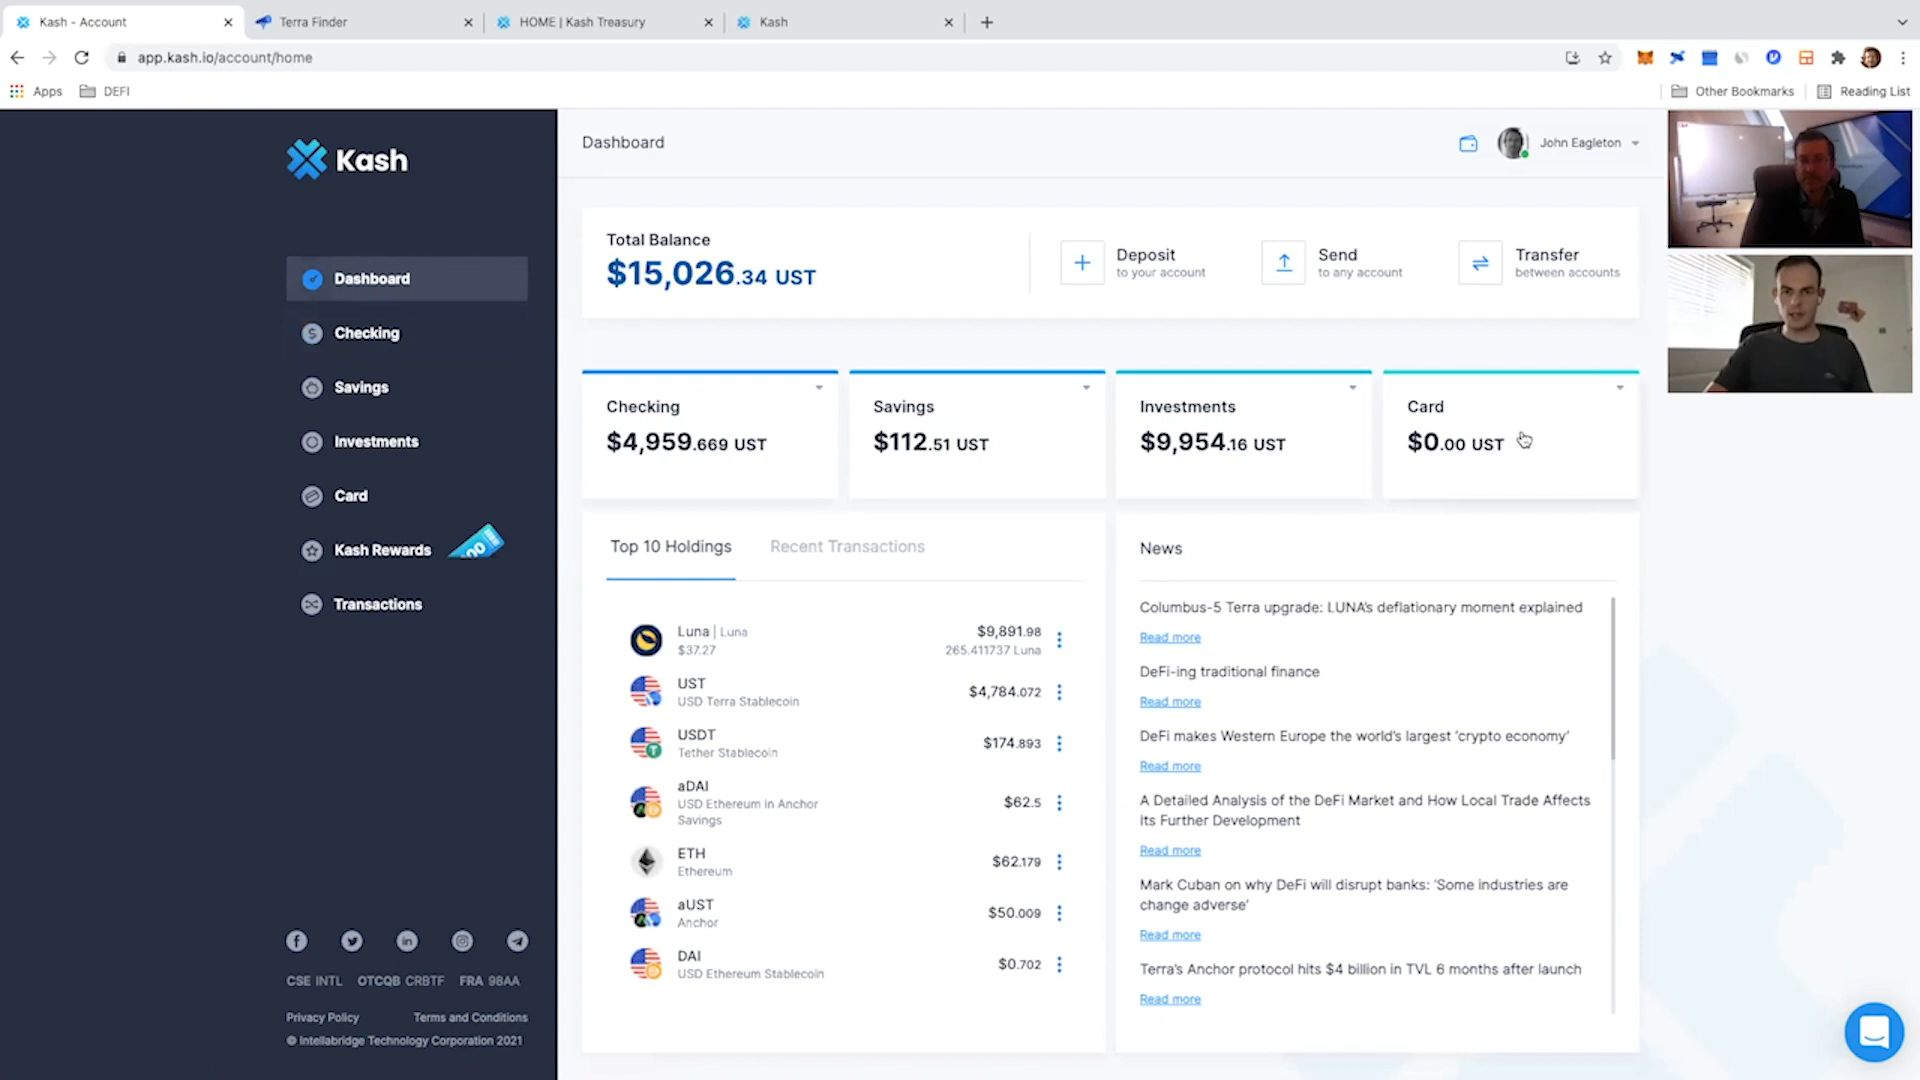 Kash - Account
Terra Finder
HOME | Kash Treasury
Kash
app.kash.io/account/home
Apps
DEFI
Other Bookmarks
Reading List
Kash
Dashboard
Checking
Savings
Investments
Card
Kash Rewards
Transactions
CSE INTL OTCQB CRBTF FRA 98AA
Privacy Policy
Terms and Conditions
© Intellabridge Technology Corporation 2021
Dashboard
John Eagleton
Total Balance
$15,026.34 UST
Deposit
to your account
Send
to any account
Transfer
between accounts
Checking
$4,959.669 UST
Savings
$112.51 UST
Investments
$9,954.16 UST
Card
$0.00 UST
Top 10 Holdings
Recent Transactions
Luna | Luna
$37.27
$9,891.98
265.411737 Luna
UST
USD Terra Stablecoin
$4,784.072
USDT
Tether Stablecoin
$174.893
aDAI
USD Ethereum in Anchor
Savings
$62.5
ETH
Ethereum
$62.179
aUST
Anchor
$50.009
DAI
USD Ethereum Stablecoin
$0.702
News
Columbus-5 Terra upgrade: LUNA's deflationary moment explained
Read more
DeFi-ing traditional finance
Read more
DeFi makes Western Europe the world's largest 'crypto economy'
Read more
A Detailed Analysis of the DeFi Market and How Local Trade Affects
Its Further Development
Read more
Mark Cuban on why DeFi will disrupt banks: 'Some industries are
change adverse'
Read more
Terra's Anchor protocol hits $4 billion in TVL 6 months after launch
Read more